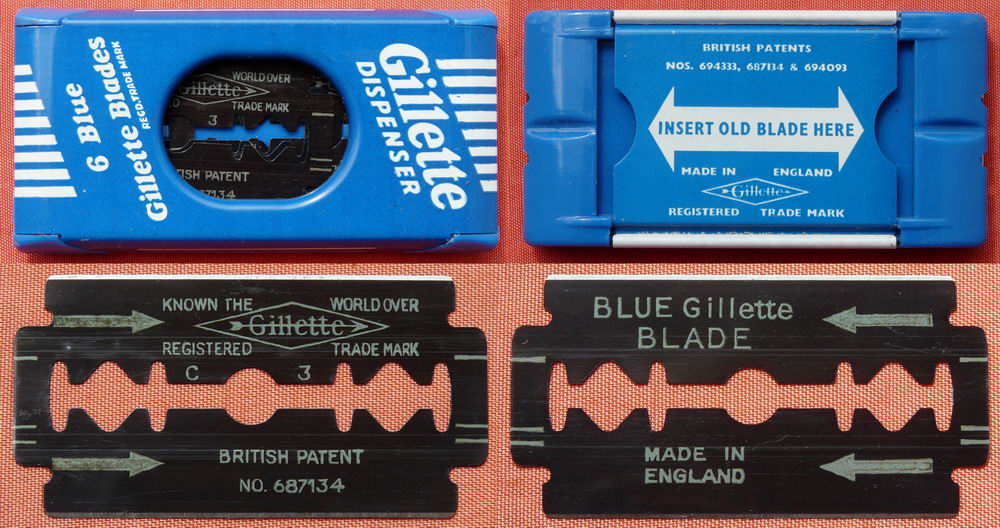 6 Blue
Gillette Blades
REGD. TRADE MARK
WORLD OVER
Gillette
TRADE MARK
3
TISH PATENT
687134
Gillette
DISPENSER
BRITISH PATENTS
NOS. 694333, 687134 & 694093
INSERT OLD BLADE HERE
MADE IN ENGLAND
Gillette
REGISTERED TRADE MARK
KNOWN THE WORLD OVER
Gillette
REGISTERED TRADE MARK
C 3
BRITISH PATENT
NO. 687134
BLUE Gillette
BLADE
MADE IN
ENGLAND